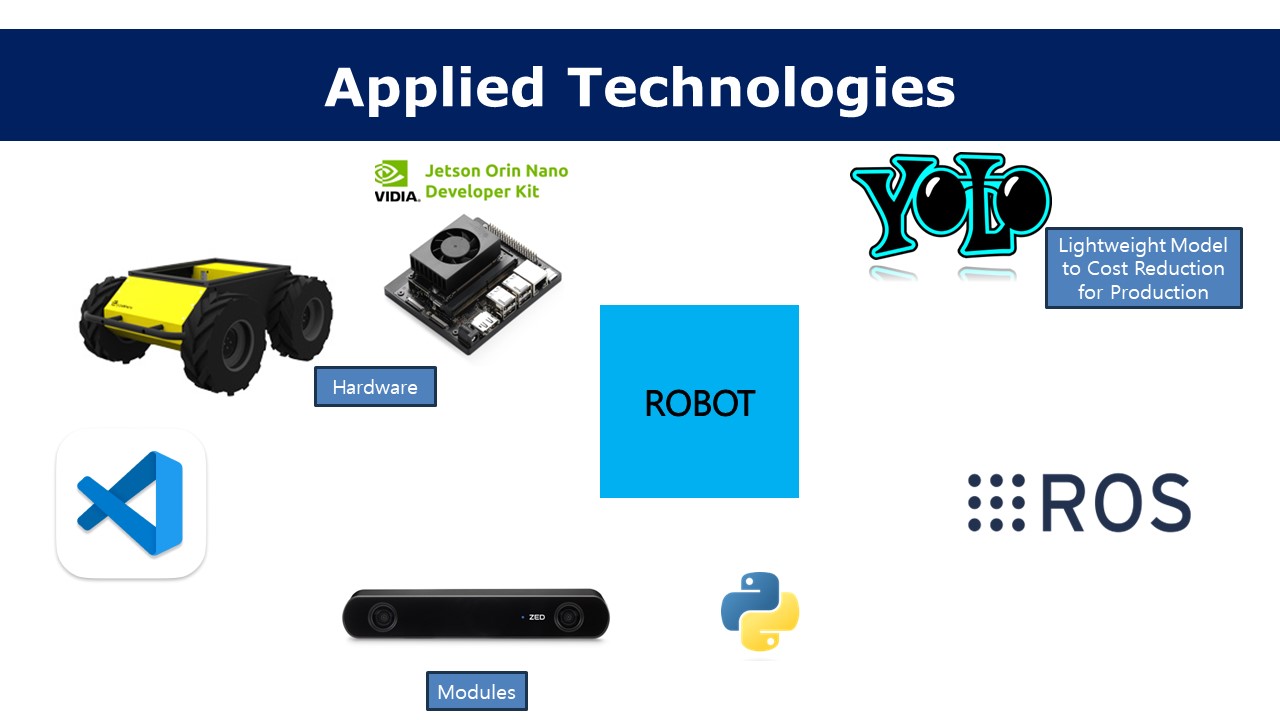 Applied Technologies
VIDIA.
Jetson Orin Nano
Developer Kit
YOLO
Lightweight Model
to Cost Reduction
for Production
Hardware
ROBOT
ROS
ZED
Modules